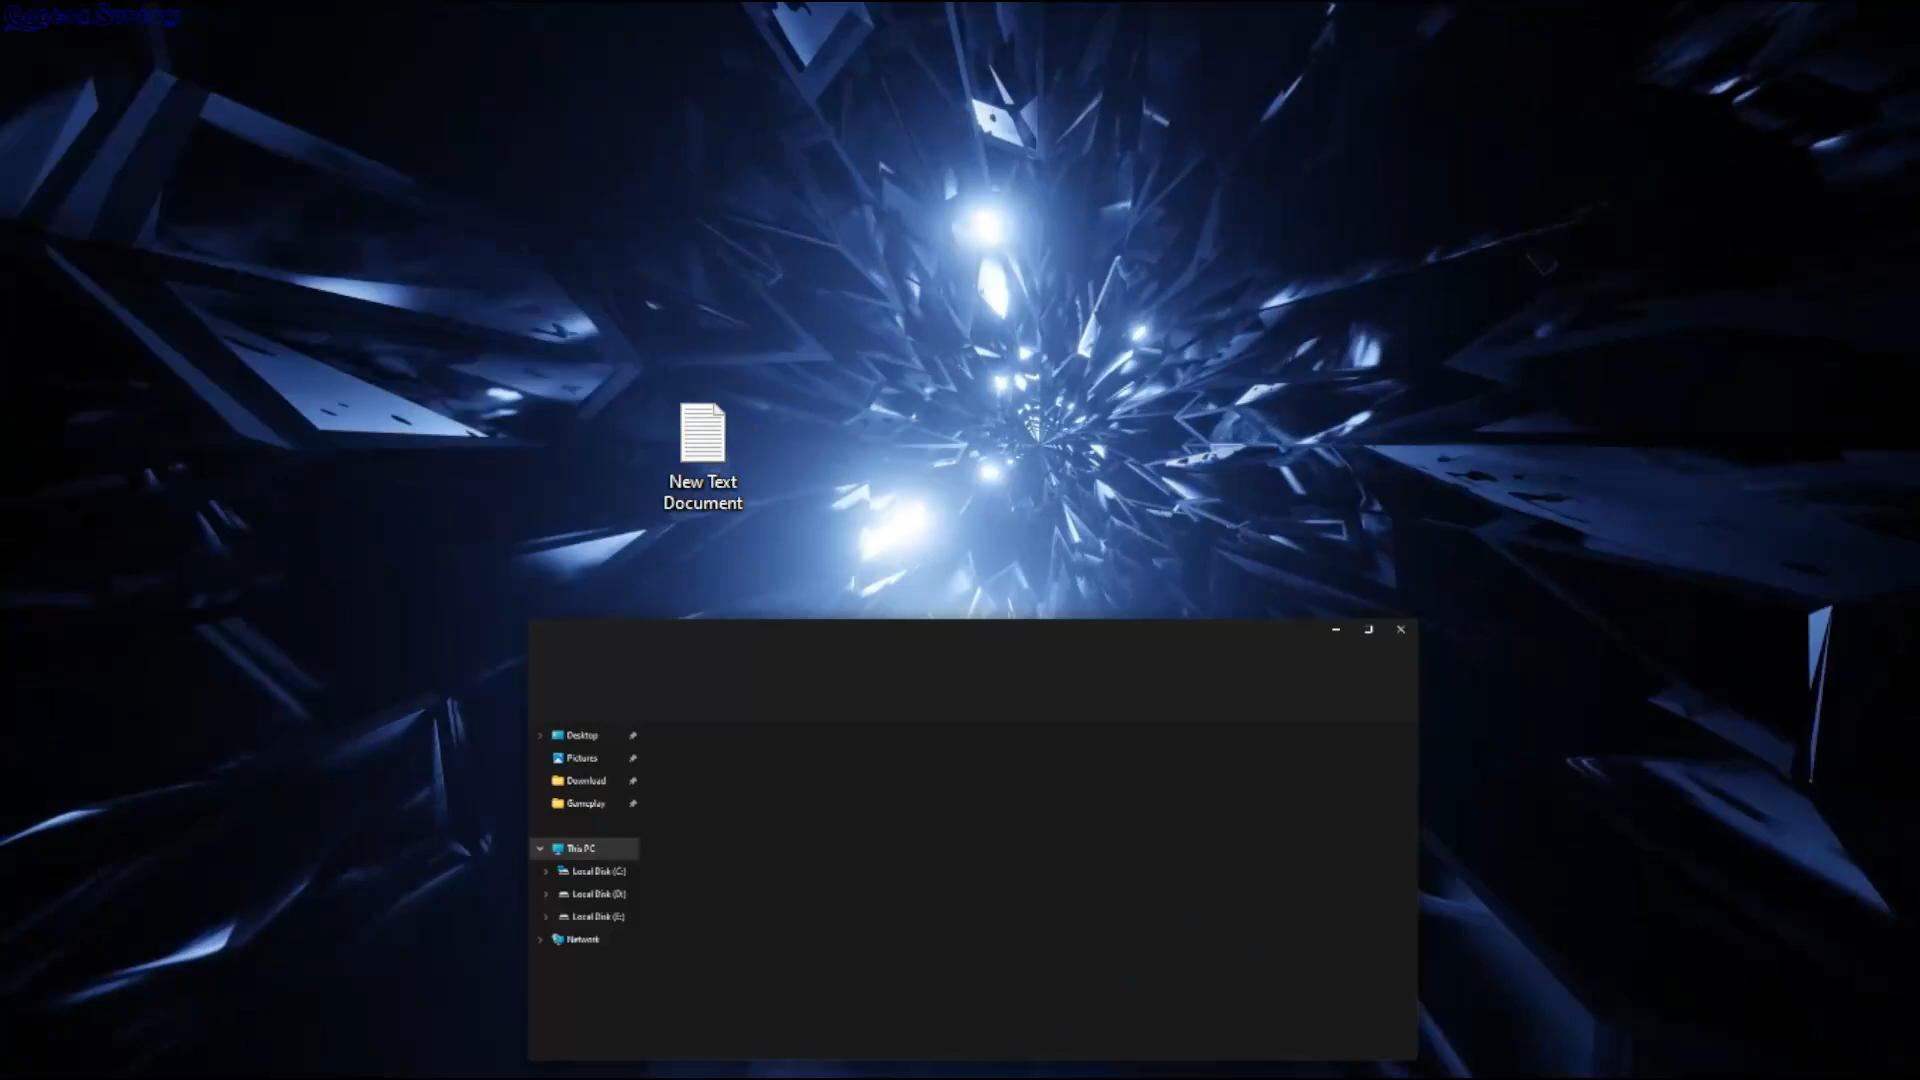 New Text
Document
Desktop
Pictures
Download
Gameplay
This PC
Local Disk (C:)
Local Disk (D:)
Local Disk (E:)
Network